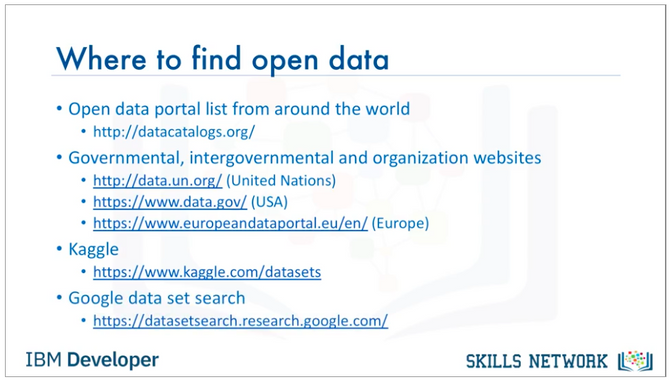 Where to find open data
• Open data portal list from around the world
• http://datacatalogs.org/
• Governmental, intergovernmental and organization websites
• http://data.un.org/ (United Nations)
• https://www.data.gov/ (USA)
• https://www.europeandataportal.eu/en/ (Europe)
• Kaggle
• https://www.kaggle.com/datasets
• Google data set search
• https://datasetsearch.research.google.com/
IBM Developer
SKILLS NETWORK